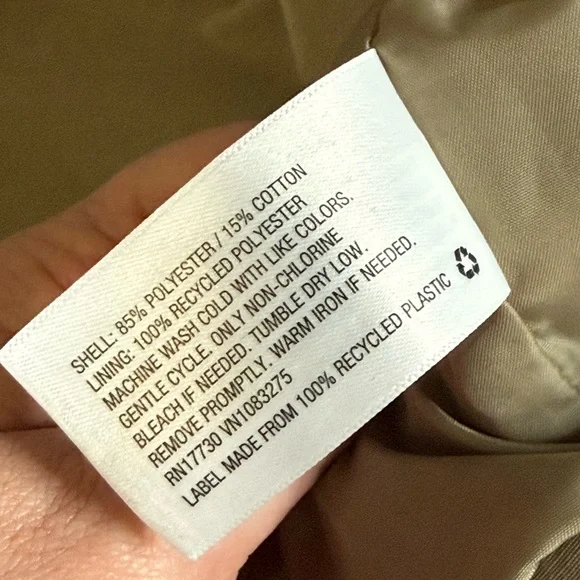 SHELL: 85% POLYESTER / 15% COTTON
LINING: 100% RECYCLED POLYESTER
MACHINE WASH COLD WITH LIKE COLORS.
GENTLE CYCLE. ONLY NON-CHLORINE
BLEACH IF NEEDED. TUMBLE DRY LOW.
REMOVE PROMPTLY. WARM IRON IF NEEDED.
RN17730 VN1083275
LABEL MADE FROM 100% RECYCLED PLASTIC